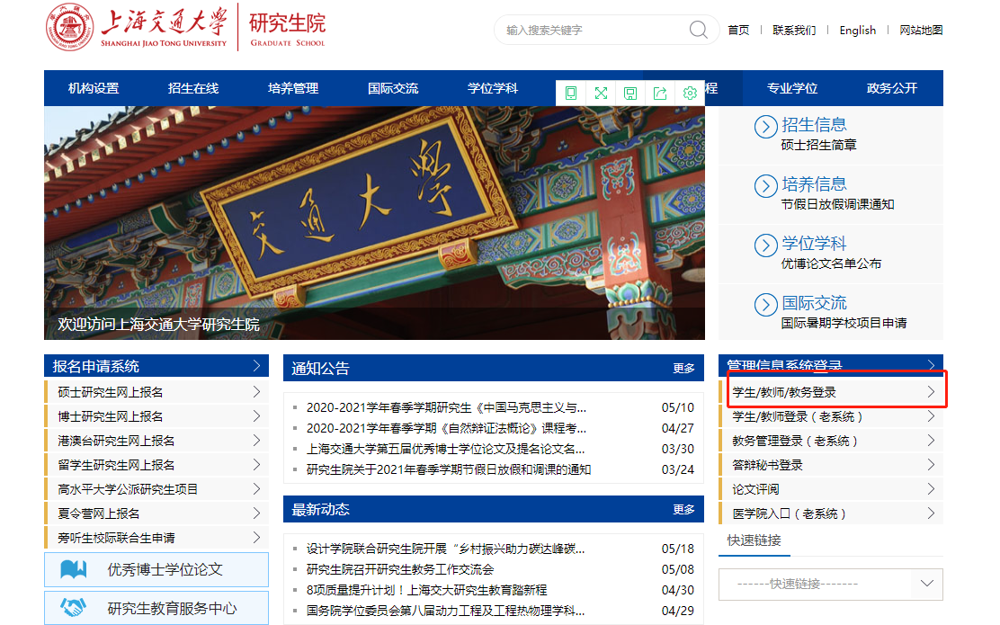 上海交通大学
SHANGHAI JIAO TONG UNIVERSITY
研究生院
GRADUATE SCHOOL
输入搜索关键字
首页 | 联系我们 | English | 网站地图
机构设置 招生在线 培养管理 国际交流 学位学科 程 专业学位 政务公开
交通大学
欢迎访问上海交通大学研究生院
招生信息
硕士招生简章
培养信息
节假日放假调课通知
学位学科
优博论文名单公布
国际交流
国际暑期学校项目申请
报名申请系统
硕士研究生网上报名
博士研究生网上报名
港澳台研究生网上报名
留学生研究生网上报名
高水平大学公派研究生项目
夏令营网上报名
旁听生校际联合生申请
优秀博士学位论文
研究生教育服务中心
通知公告 更多
2020-2021学年春季学期研究生《中国马克思主义与... 05/10
2020-2021学年春季学期《自然辩证法概论》课程考... 04/27
上海交通大学第五届优秀博士学位论文及提名论文名... 03/30
研究生院关于2021年春季学期节假日放假和调课的通知 03/24
最新动态 更多
设计学院联合研究生院开展“乡村振兴助力碳达峰碳... 05/18
研究生院召开研究生教务工作交流会 05/08
8项质量提升计划！上海交大研究生教育踏新程 04/30
国务院学位委员会第八届动力工程及工程热物理学科... 04/29
管理信息系统登录
学生/教师/教务登录
学生/教师登录（老系统）
教务管理登录（老系统）
答辩秘书登录
论文评阅
医学院入口（老系统）
快速链接
------快速链接-------